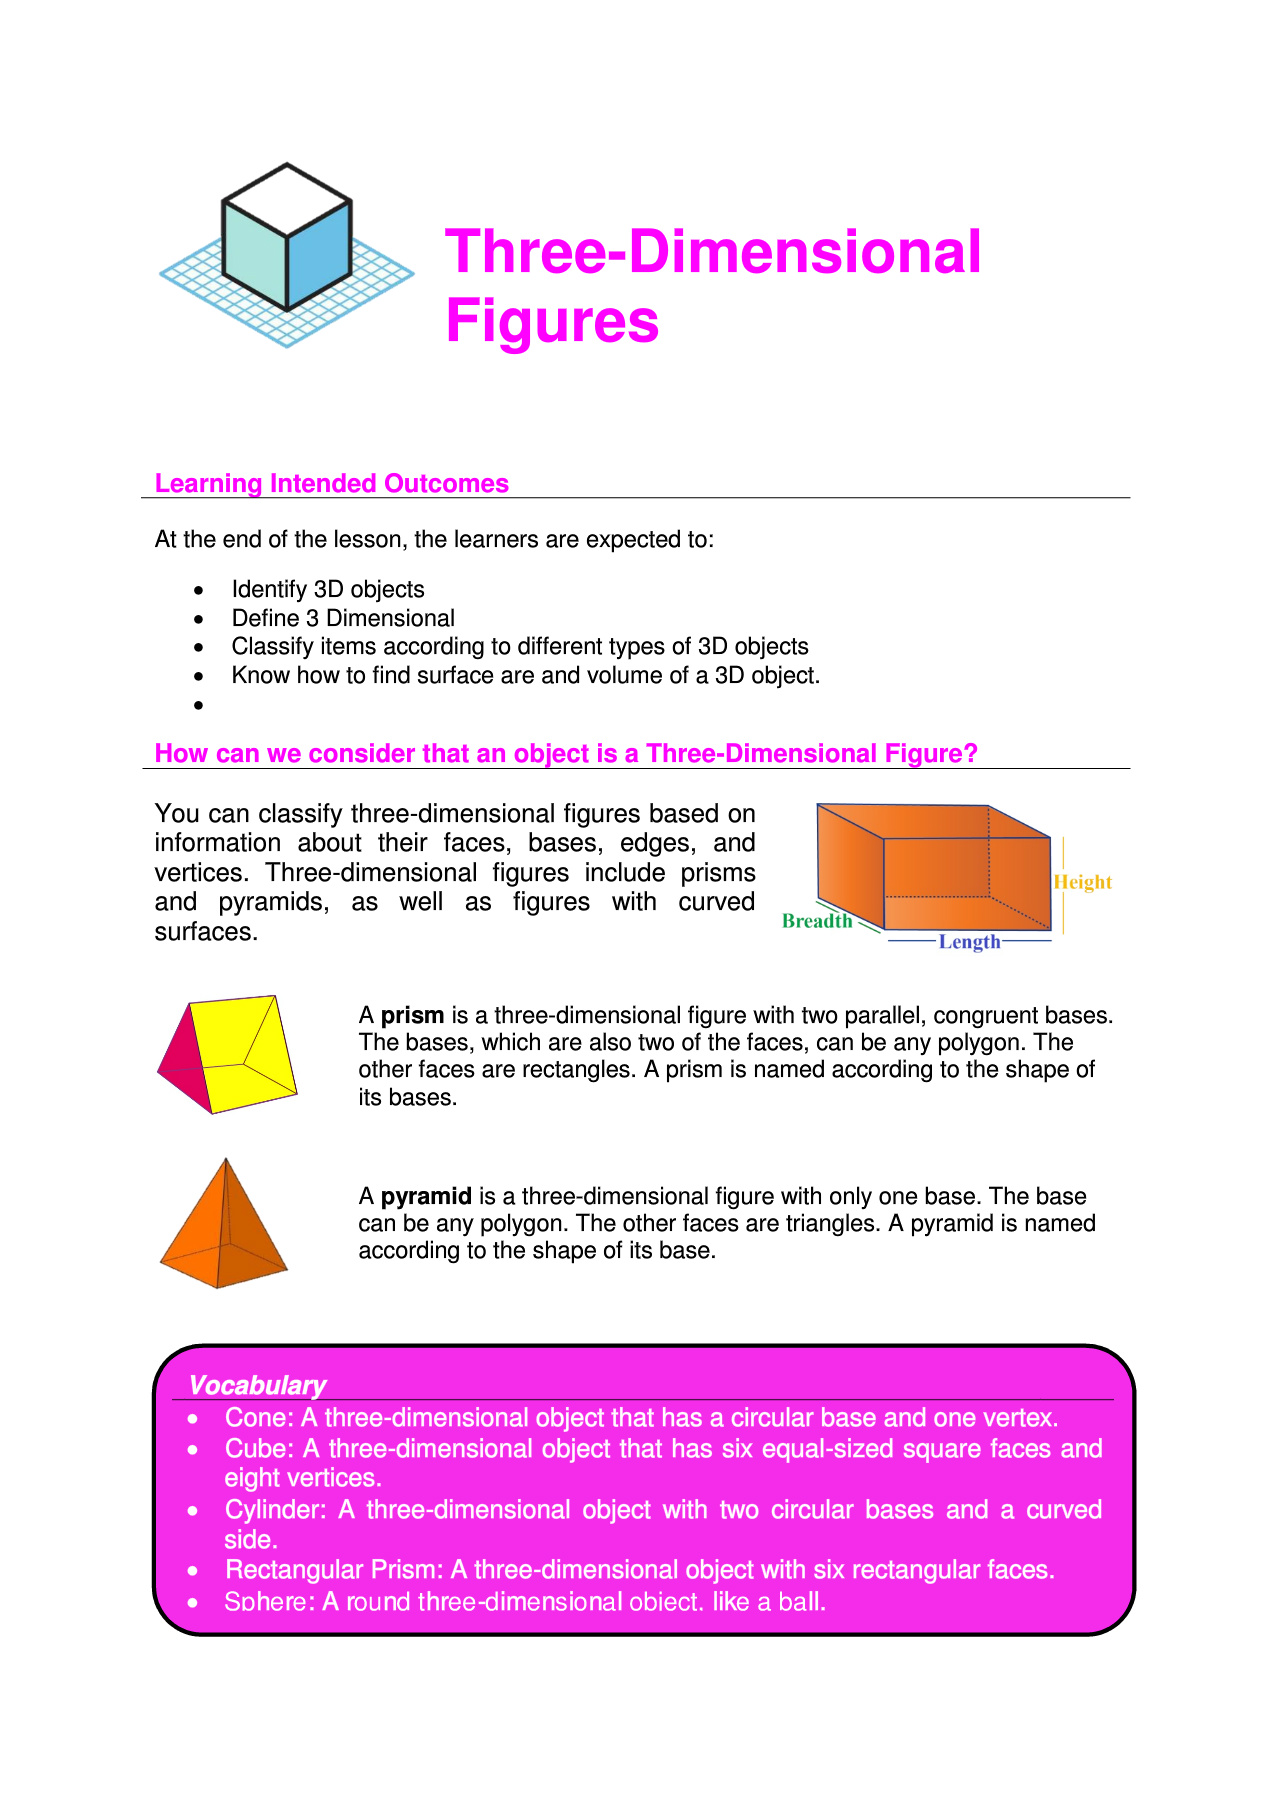 Three-Dimensional
Figures
Learning Intended Outcomes
At the end of the lesson, the learners are expected to:
• Identify 3D objects
• Define 3 Dimensional
• Classify items according to different types of 3D objects
• Know how to find surface are and volume of a 3D object.
•
How can we consider that an object is a Three-Dimensional Figure?
You can classify three-dimensional figures based on
information about their faces, bases, edges, and
vertices. Three-dimensional figures include prisms
and pyramids, as well as figures with curved
surfaces.
Height
Breadth
Length
A prism is a three-dimensional figure with two parallel, congruent bases.
The bases, which are also two of the faces, can be any polygon. The
other faces are rectangles. A prism is named according to the shape of
its bases.
A pyramid is a three-dimensional figure with only one base. The base
can be any polygon. The other faces are triangles. A pyramid is named
according to the shape of its base.
Vocabulary
• Cone: A three-dimensional object that has a circular base and one vertex.
• Cube: A three-dimensional object that has six equal-sized square faces and
eight vertices.
• Cylinder: A three-dimensional object with two circular bases and a curved
side.
• Rectangular Prism: A three-dimensional object with six rectangular faces.
• Sphere: A round three-dimensional object, like a ball.